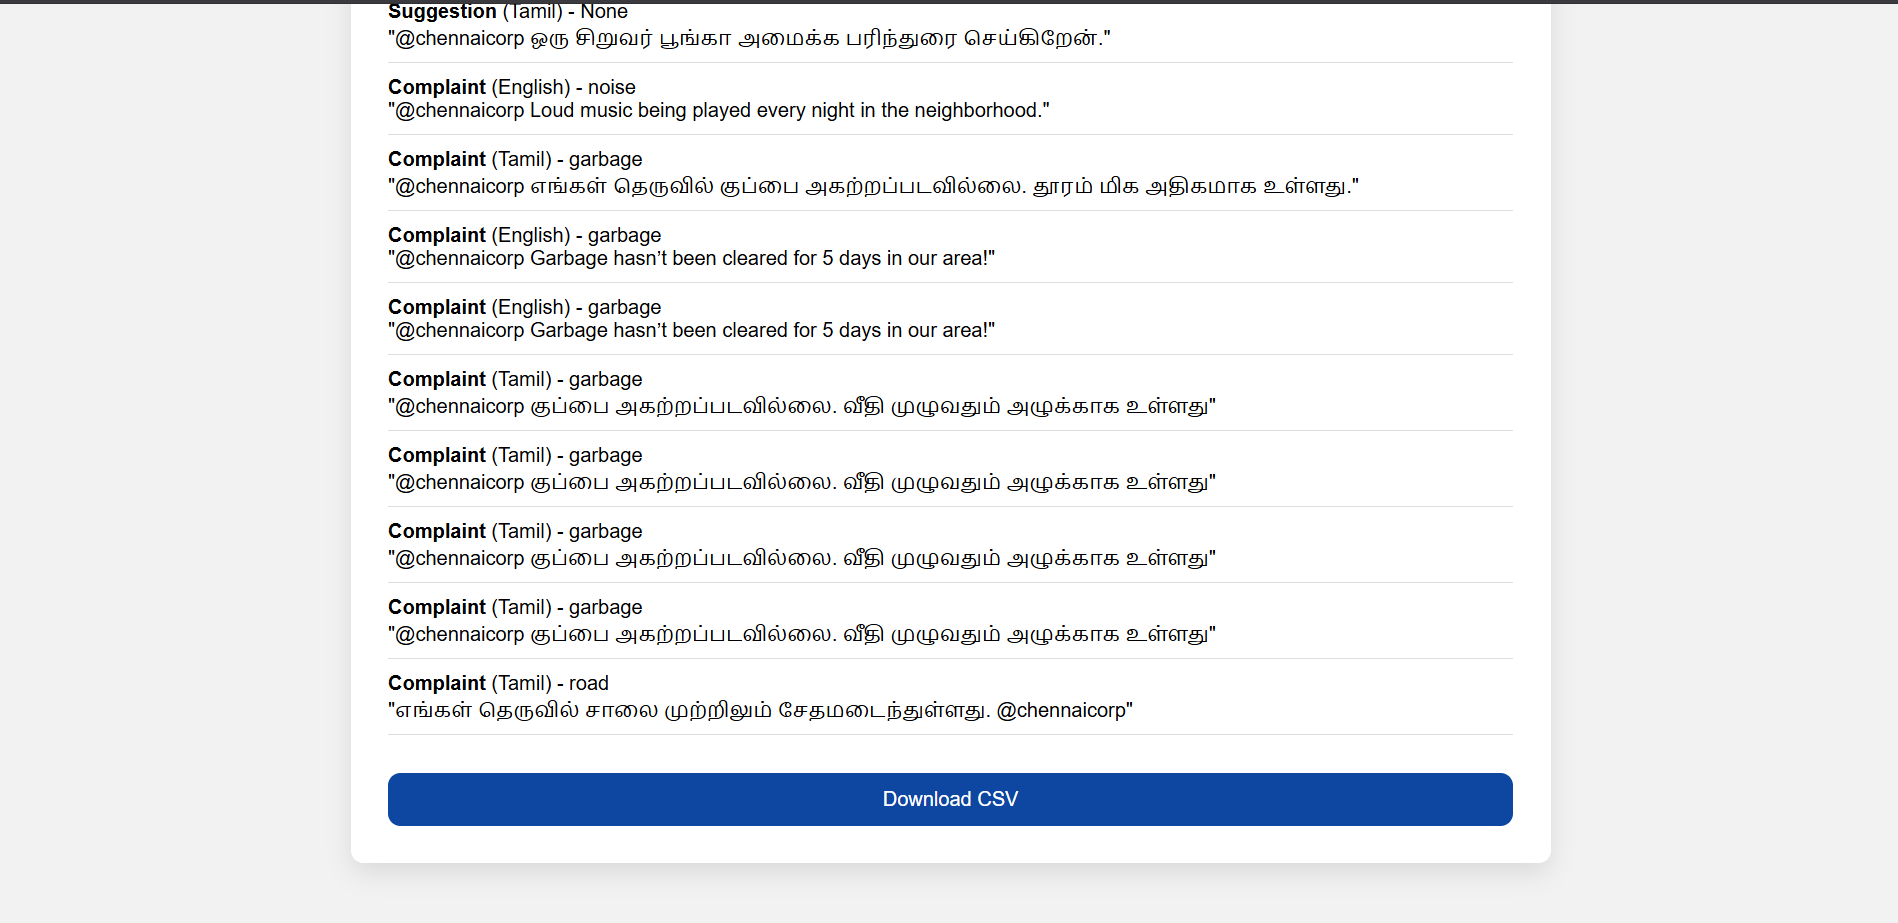 Suggestion (Tamil) - None
"@chennaicorp ஒரு சிறுவர் பூங்கா அமைக்க பரிந்துரை செய்கிறேன்."
Complaint (English) - noise
"@chennaicorp Loud music being played every night in the neighborhood."
Complaint (Tamil) - garbage
"@chennaicorp எங்கள் தெருவில் குப்பை அகற்றப்படவில்லை. தூரம் மிக அதிகமாக உள்ளது."
Complaint (English) - garbage
"@chennaicorp Garbage hasn’t been cleared for 5 days in our area!"
Complaint (English) - garbage
"@chennaicorp Garbage hasn’t been cleared for 5 days in our area!"
Complaint (Tamil) - garbage
"@chennaicorp குப்பை அகற்றப்படவில்லை. வீதி முழுவதும் அழுக்காக உள்ளது"
Complaint (Tamil) - garbage
"@chennaicorp குப்பை அகற்றப்படவில்லை. வீதி முழுவதும் அழுக்காக உள்ளது"
Complaint (Tamil) - garbage
"@chennaicorp குப்பை அகற்றப்படவில்லை. வீதி முழுவதும் அழுக்காக உள்ளது"
Complaint (Tamil) - garbage
"@chennaicorp குப்பை அகற்றப்படவில்லை. வீதி முழுவதும் அழுக்காக உள்ளது"
Complaint (Tamil) - road
"எங்கள் தெருவில் சாலை முற்றிலும் சேதமடைந்துள்ளது. @chennaicorp"
Download CSV